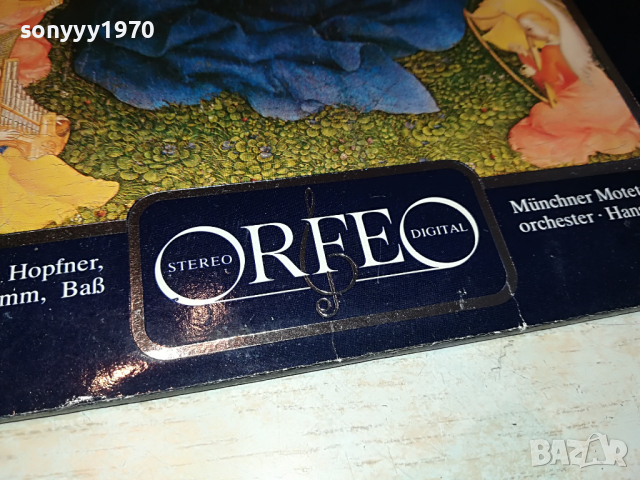 sonyyy1970
Hopfner,
mm, Baß
STEREO ORFEO DIGITAL
Münchner Motet
orchester · Han
BAZAR